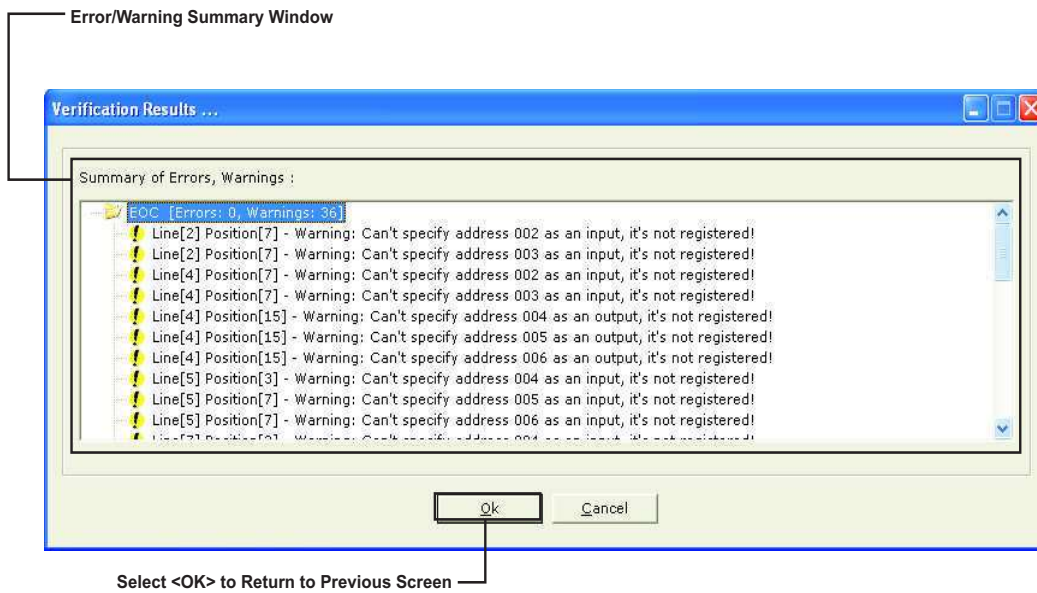 Error/Warning Summary Window
Verification Results ...
Summary of Errors, Warnings :
EOC [Errors: 0, Warnings: 36]
Line[2] Position[7] - Warning: Can't specify address 002 as an input, it's not registered!
Line[2] Position[7] - Warning: Can't specify address 003 as an input, it's not registered!
Line[4] Position[7] - Warning: Can't specify address 002 as an input, it's not registered!
Line[4] Position[7] - Warning: Can't specify address 003 as an input, it's not registered!
Line[4] Position[15] - Warning: Can't specify address 004 as an output, it's not registered!
Line[4] Position[15] - Warning: Can't specify address 005 as an output, it's not registered!
Line[4] Position[15] - Warning: Can't specify address 006 as an output, it's not registered!
Line[5] Position[3] - Warning: Can't specify address 004 as an input, it's not registered!
Line[5] Position[7] - Warning: Can't specify address 005 as an input, it's not registered!
Line[5] Position[7] - Warning: Can't specify address 006 as an input, it's not registered!
Ok Cancel
Select <OK> to Return to Previous Screen